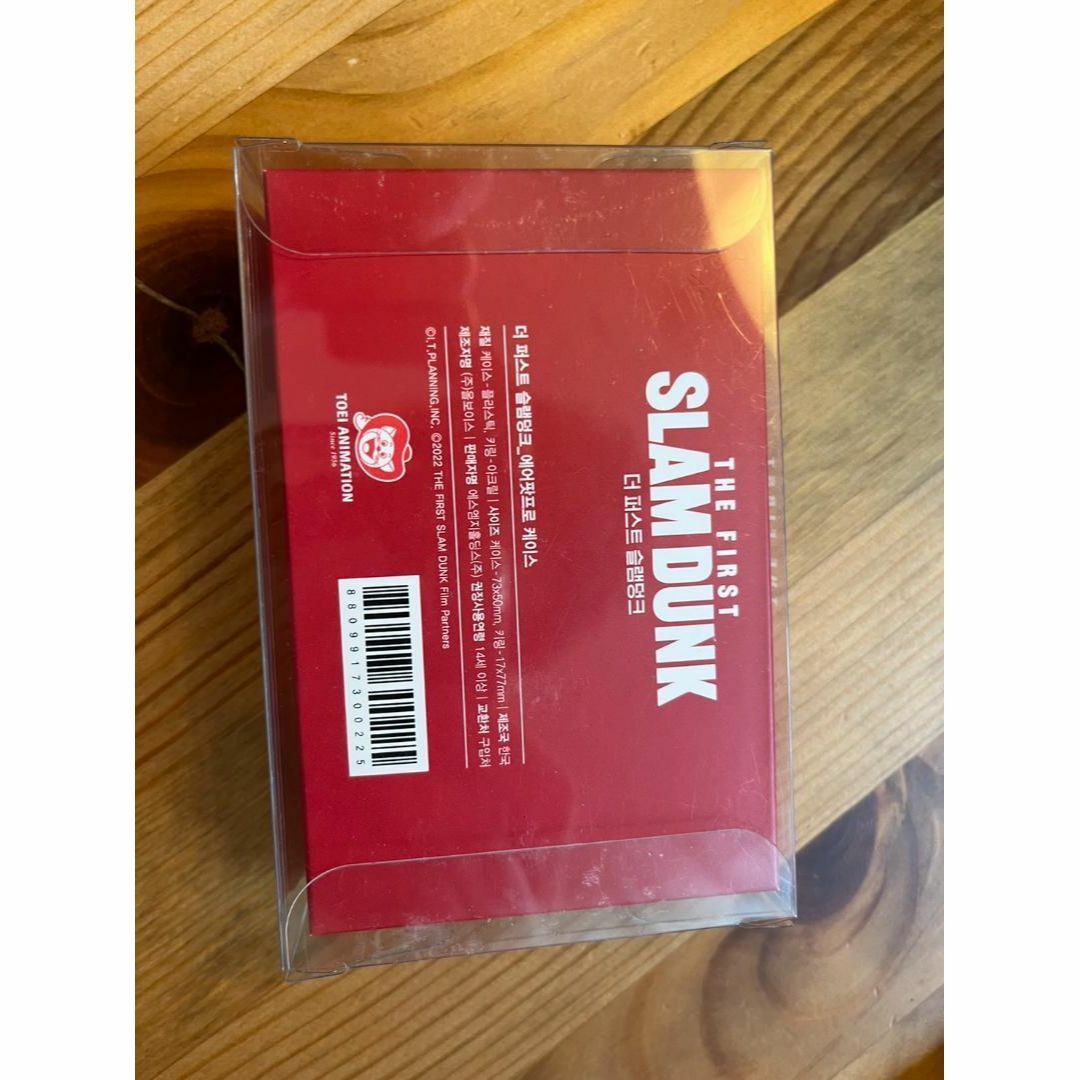 THE FIRST
SLAM DUNK
더 퍼스트 슬램덩크
더 퍼스트 슬램덩크_에어팟프로 케이스
재질 케이스-플라스틱, 키링-아크릴 | 사이즈 케이스-73x50mm, 키링-17x77mm | 제조국 한국
제조자명 (주)올보이스 | 판매자명 에스엠지홀딩스(주) 권장사용연령 14세 이상 | 교환처 구입처
©I.T.PLANNING,INC. ©2022 THE FIRST SLAM DUNK Film Partners
TOEI ANIMATION
Since 1956
8809917300225